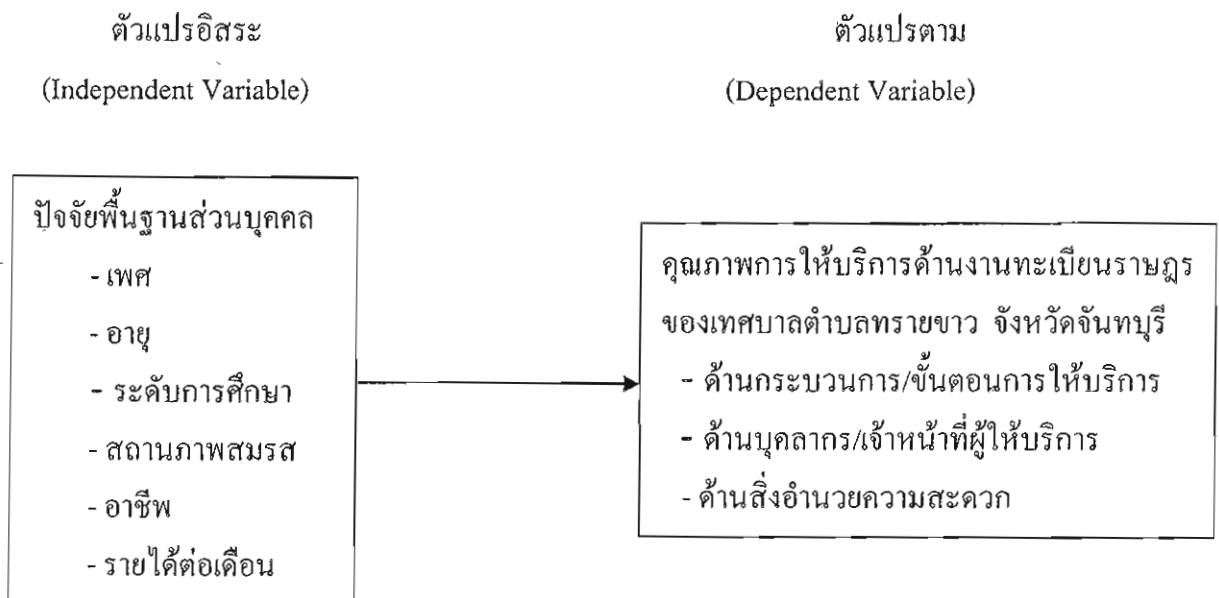 ตัวแปรอิสระ
(Independent Variable)
ปัจจัยพื้นฐานส่วนบุคคล
- เพศ
- อายุ
- ระดับการศึกษา
- สถานภาพสมรส
- อาชีพ
- รายได้ต่อเดือน
ตัวแปรตาม
(Dependent Variable)
คุณภาพการให้บริการด้านงานทะเบียนราษฎร
ของเทศบาลตำบลทรายขาว จังหวัดจันทบุรี
- ด้านกระบวนการ/ขั้นตอนการให้บริการ
- ด้านบุคลากร/เจ้าหน้าที่ผู้ให้บริการ
- ด้านสิ่งอำนวยความสะดวก